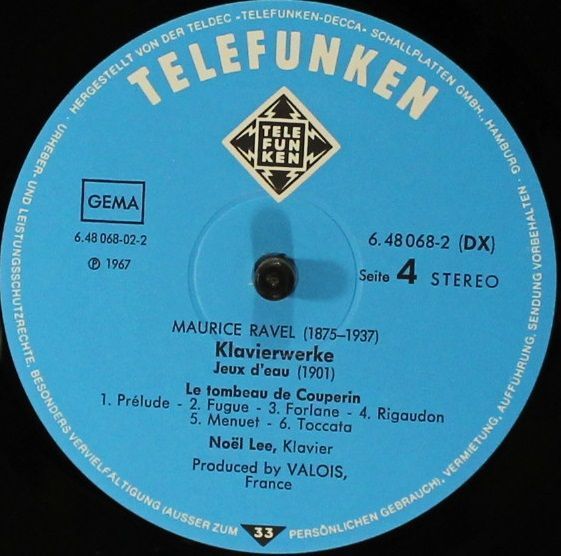 URHEBER- UND LEISTUNGSSCHUTZRECHTE, BESONDERS VERVIELFÄLTIGUNG (AUSSER ZUM PERSÖNLICHEN GEBRAUCH), VERMIETUNG, AUFFÜHRUNG, SENDUNG VORBEHALTEN · HERGESTELLT VON DER TELDEC »TELEFUNKEN-DECCA« SCHALLPLATTEN GMBH., HAMBURG ·
TELEFUNKEN
TELE
FUN
KEN
GEMA
6.48 068-02-2
℗ 1967
6.48 068-2 (DX)
Seite 4 STEREO
MAURICE RAVEL (1875–1937)
Klavierwerke
Jeux d'eau (1901)
Le tombeau de Couperin
1. Prélude - 2. Fugue - 3. Forlane - 4. Rigaudon
5. Menuet - 6. Toccata
Noël Lee, Klavier
Produced by VALOIS,
France
33